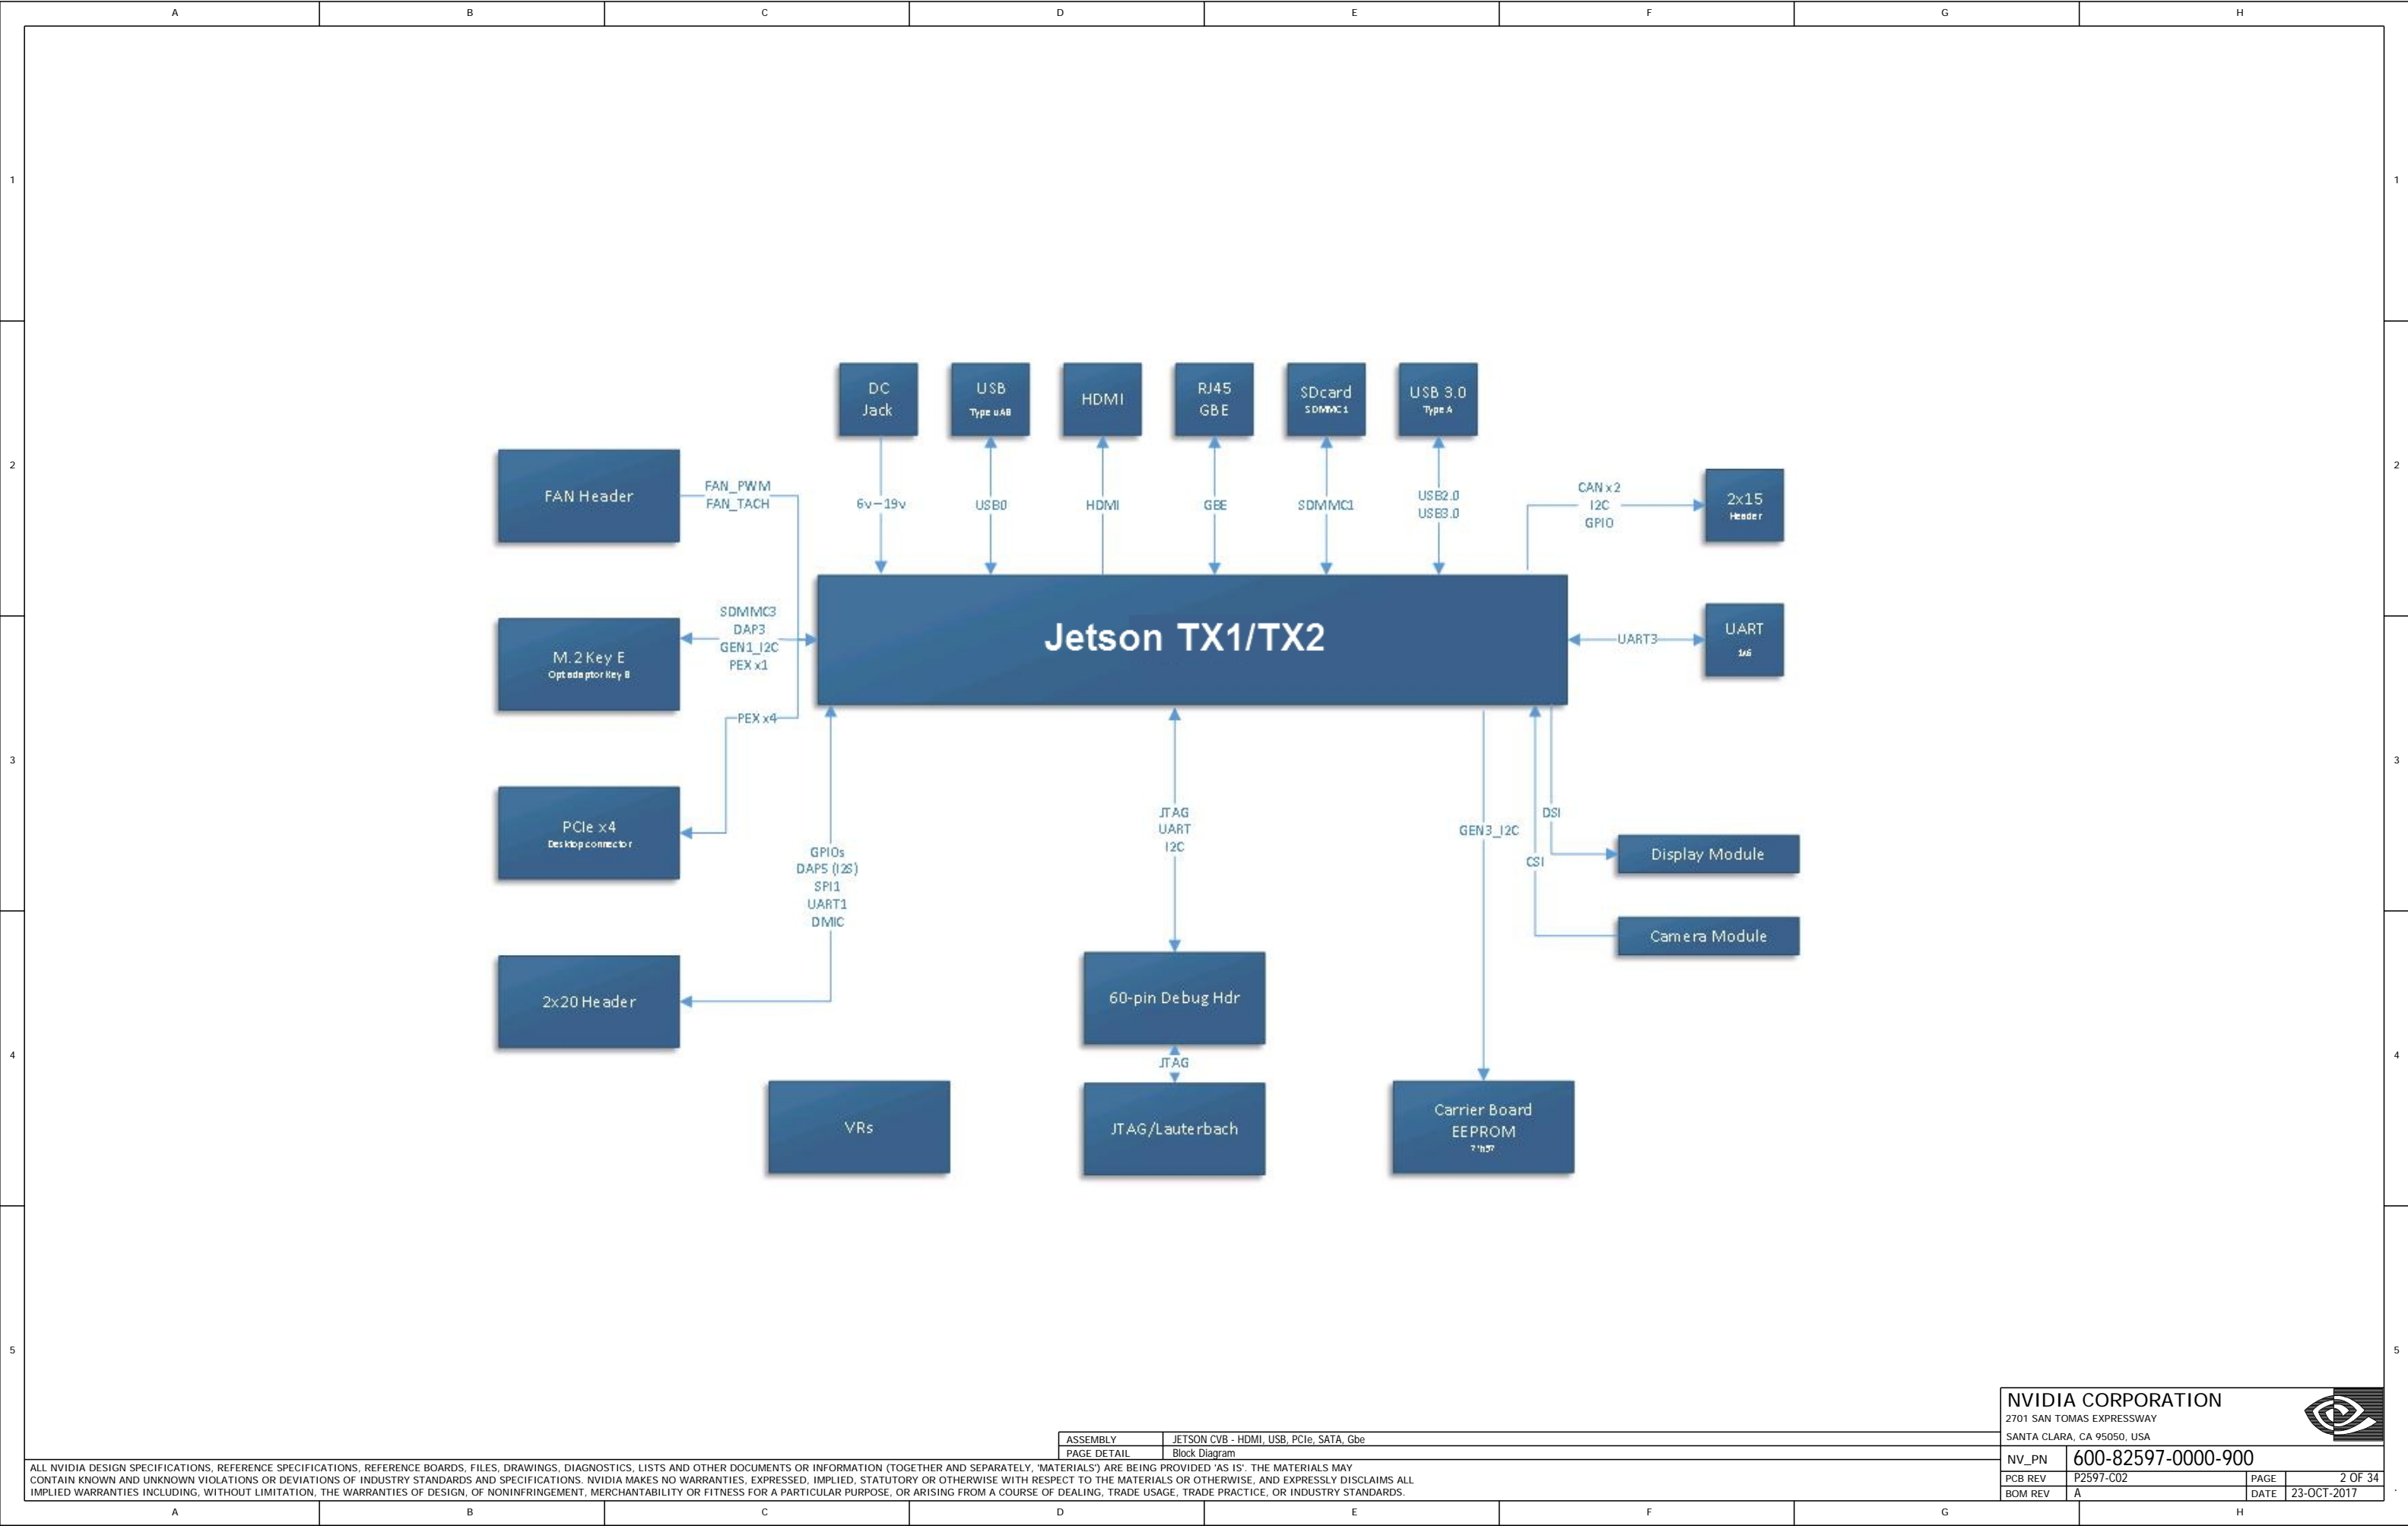 A B C D E F G H
1 1
DC
Jack
USB
Type uAB
HDMI
RJ45
GBE
SDcard
SDMMC1
USB 3.0
Type A
2 2
FAN Header
FAN_PWM
FAN_TACH
6v—19v
USB0
HDMI
GBE
SDMMC1
USB2.0
USB3.0
CAN x2
I2C
GPIO
2x15
Header
M.2 Key E
Opt adaptor Key B
SDMMC3
DAP3
GEN1_I2C
PEX x1
Jetson TX1/TX2
UART3
UART
1x6
PEX x4
3 3
PCIe x4
Desktop connector
GPIOs
DAP5 (I2S)
SPI1
UART1
DMIC
JTAG
UART
I2C
GEN3_I2C
DSI
CSI
Display Module
Camera Module
2x20 Header
60-pin Debug Hdr
4 4
JTAG
VRs
JTAG/Lauterbach
Carrier Board
EEPROM
7'h57
5 5
NVIDIA CORPORATION
2701 SAN TOMAS EXPRESSWAY
SANTA CLARA, CA 95050, USA
ASSEMBLY JETSON CVB - HDMI, USB, PCIe, SATA, Gbe
PAGE DETAIL Block Diagram
NV_PN 600-82597-0000-900
PCB REV P2597-C02 PAGE 2 OF 34
BOM REV A DATE 23-OCT-2017
ALL NVIDIA DESIGN SPECIFICATIONS, REFERENCE SPECIFICATIONS, REFERENCE BOARDS, FILES, DRAWINGS, DIAGNOSTICS, LISTS AND OTHER DOCUMENTS OR INFORMATION (TOGETHER AND SEPARATELY, 'MATERIALS') ARE BEING PROVIDED 'AS IS'. THE MATERIALS MAY
CONTAIN KNOWN AND UNKNOWN VIOLATIONS OR DEVIATIONS OF INDUSTRY STANDARDS AND SPECIFICATIONS. NVIDIA MAKES NO WARRANTIES, EXPRESSED, IMPLIED, STATUTORY OR OTHERWISE WITH RESPECT TO THE MATERIALS OR OTHERWISE, AND EXPRESSLY DISCLAIMS ALL
IMPLIED WARRANTIES INCLUDING, WITHOUT LIMITATION, THE WARRANTIES OF DESIGN, OF NONINFRINGEMENT, MERCHANTABILITY OR FITNESS FOR A PARTICULAR PURPOSE, OR ARISING FROM A COURSE OF DEALING, TRADE USAGE, TRADE PRACTICE, OR INDUSTRY STANDARDS.
A B C D E F G H